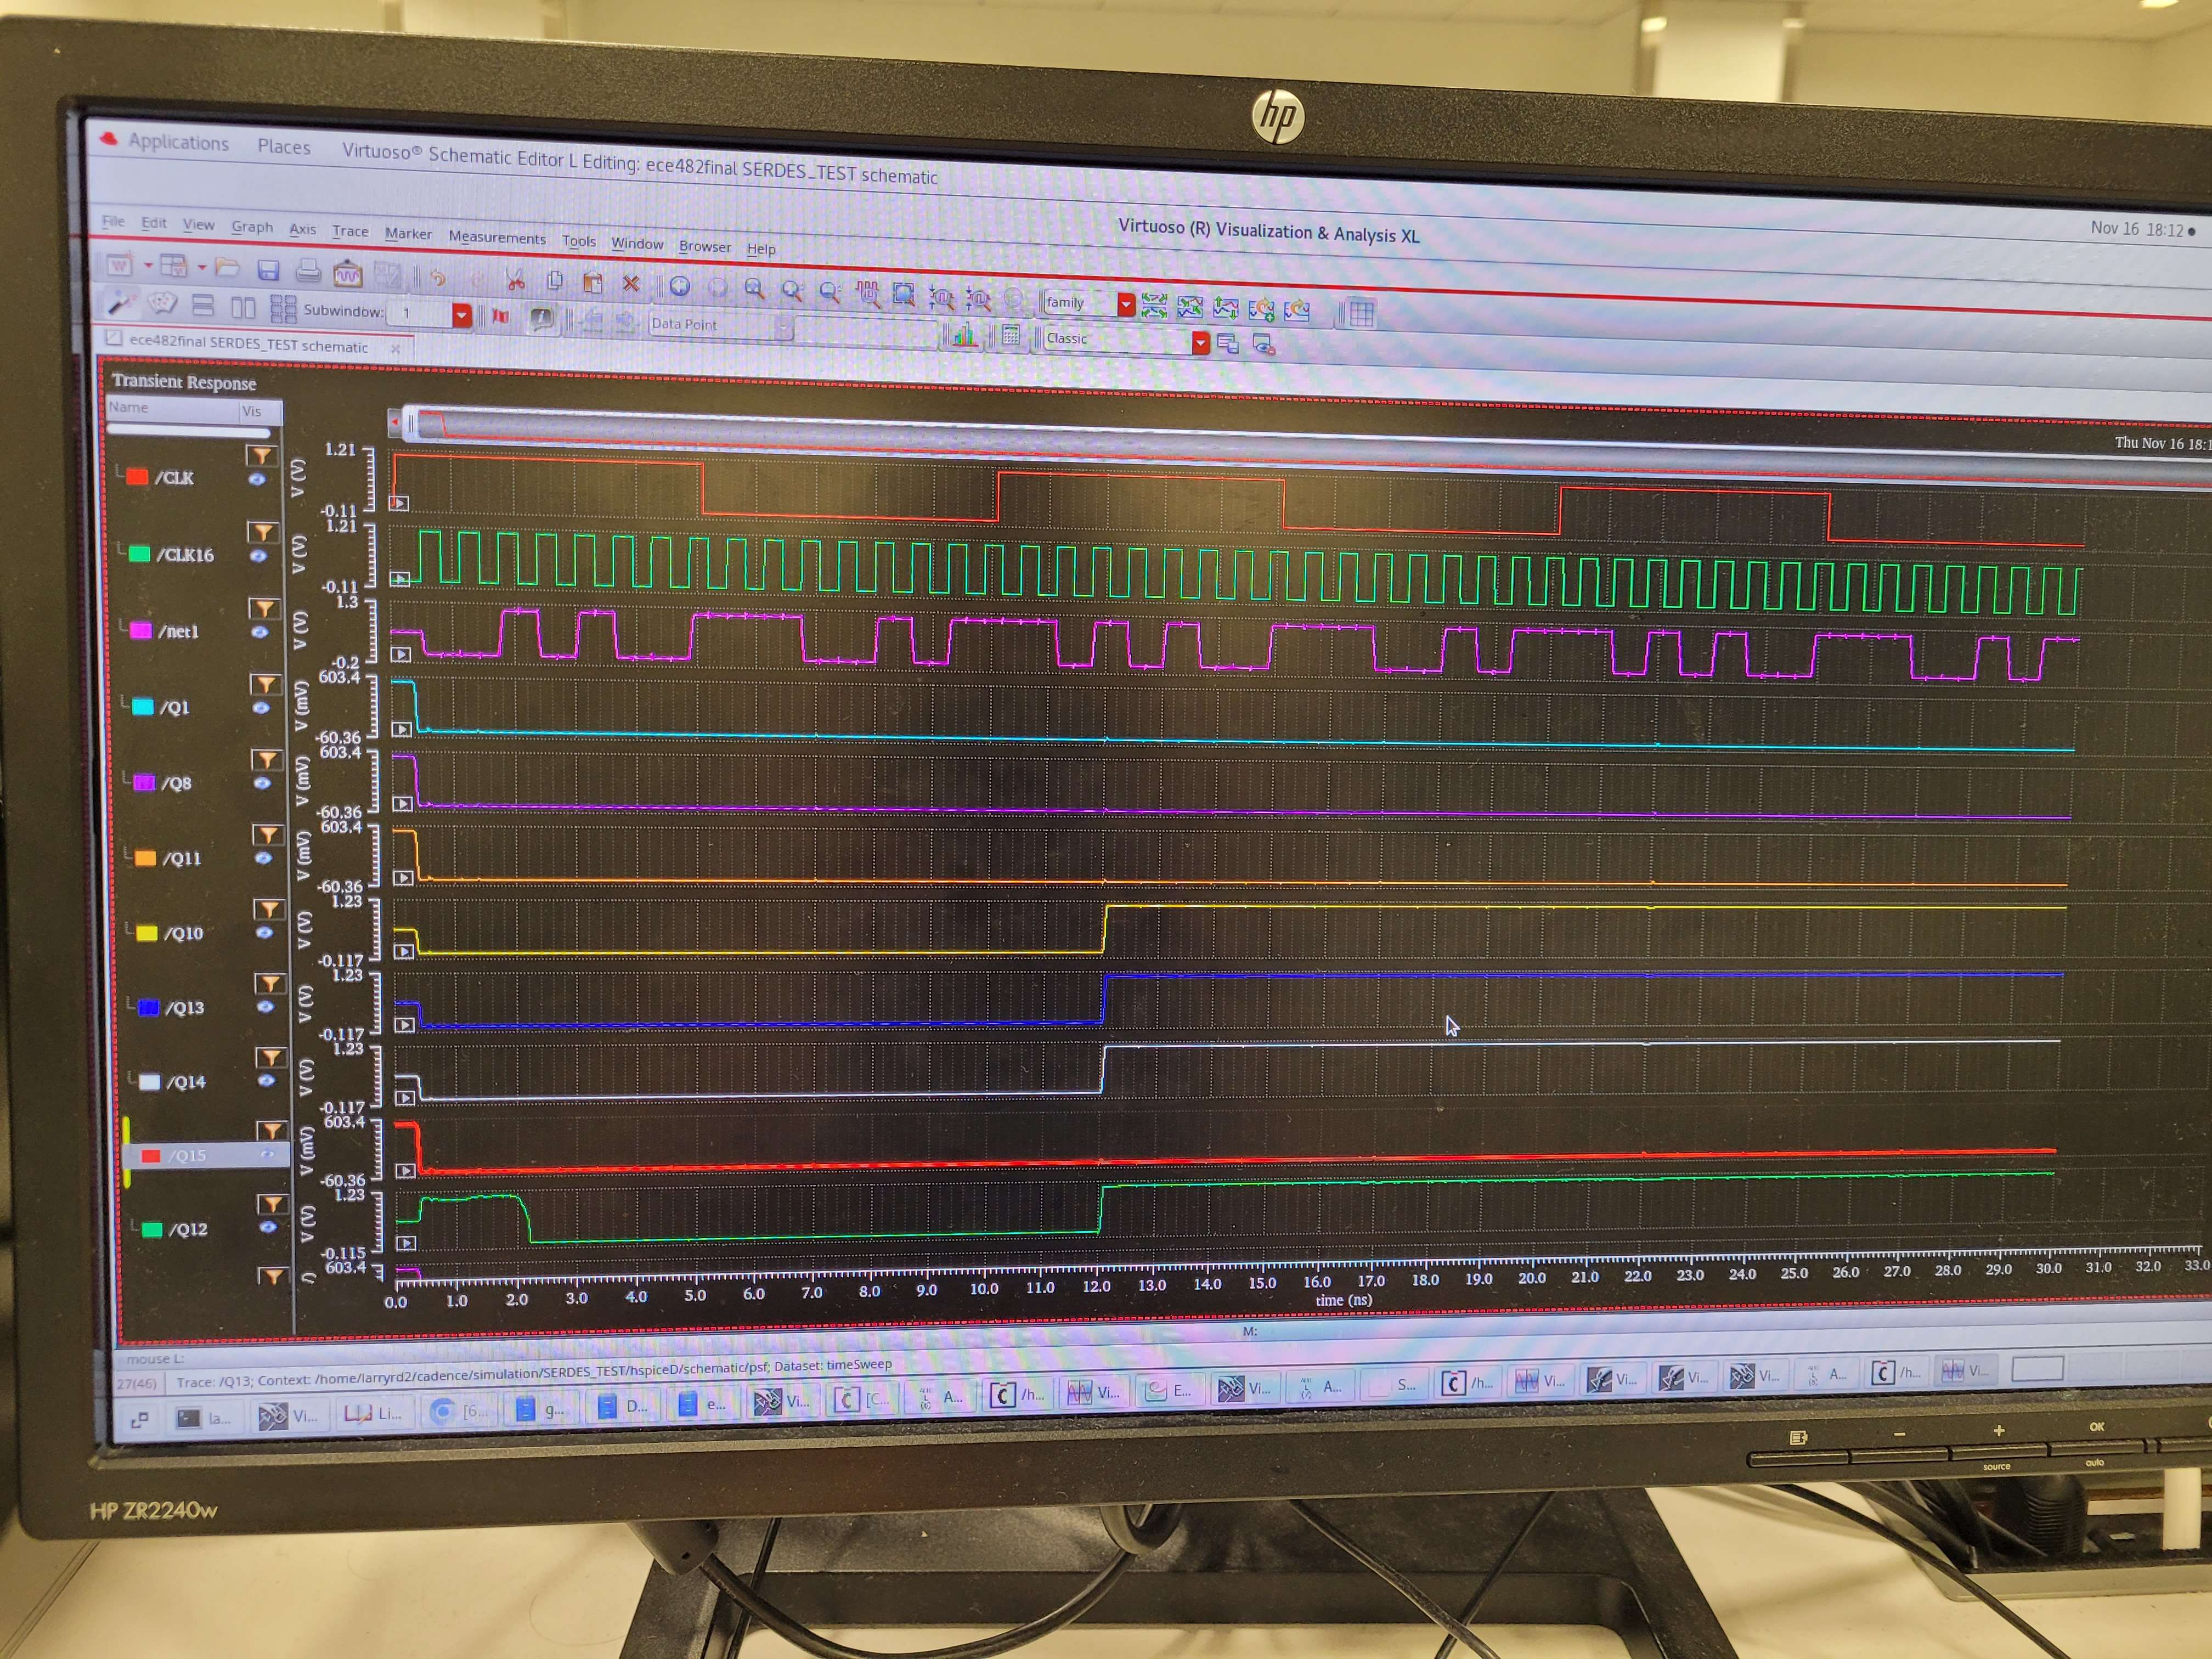 hp
Applications Places Virtuoso® Schematic Editor L Editing: ece482final SERDES_TEST schematic
Nov 16 18:12
Virtuoso (R) Visualization & Analysis XL
File Edit View Graph Axis Trace Marker Measurements Tools Window Browser Help
family
Subwindow: 1
Data Point
Classic
ece482final SERDES_TEST schematic
Transient Response
Name Vis
Thu Nov 16 18:1
/CLK
V (V)
1.21
-0.11
/CLK16
V (V)
1.21
-0.11
/net1
V (V)
1.3
-0.2
/Q1
V (mV)
603.4
-60.36
/Q8
V (mV)
603.4
-60.36
/Q11
V (mV)
603.4
-60.36
/Q10
V (V)
1.23
-0.117
/Q13
V (V)
1.23
-0.117
/Q14
V (V)
1.23
-0.117
/Q15
V (mV)
603.4
-60.36
/Q12
V (V)
1.23
-0.115
603.4
0.0 1.0 2.0 3.0 4.0 5.0 6.0 7.0 8.0 9.0 10.0 11.0 12.0 13.0 14.0 15.0 16.0 17.0 18.0 19.0 20.0 21.0 22.0 23.0 24.0 25.0 26.0 27.0 28.0 29.0 30.0 31.0 32.0 33.0
time (ns)
mouse L:
M:
27(46) Trace: /Q13; Context: /home/larryrd2/cadence/simulation/SERDES_TEST/hspiceD/schematic/psf; Dataset: timeSweep
la... Vi... Li... [6... g... D... e... Vi... [C... A... /h... Vi... E... Vi... A... S... /h... Vi... Vi... Vi... Vi... A... /h... Vi...
- + OK
source auto
HP ZR2240w